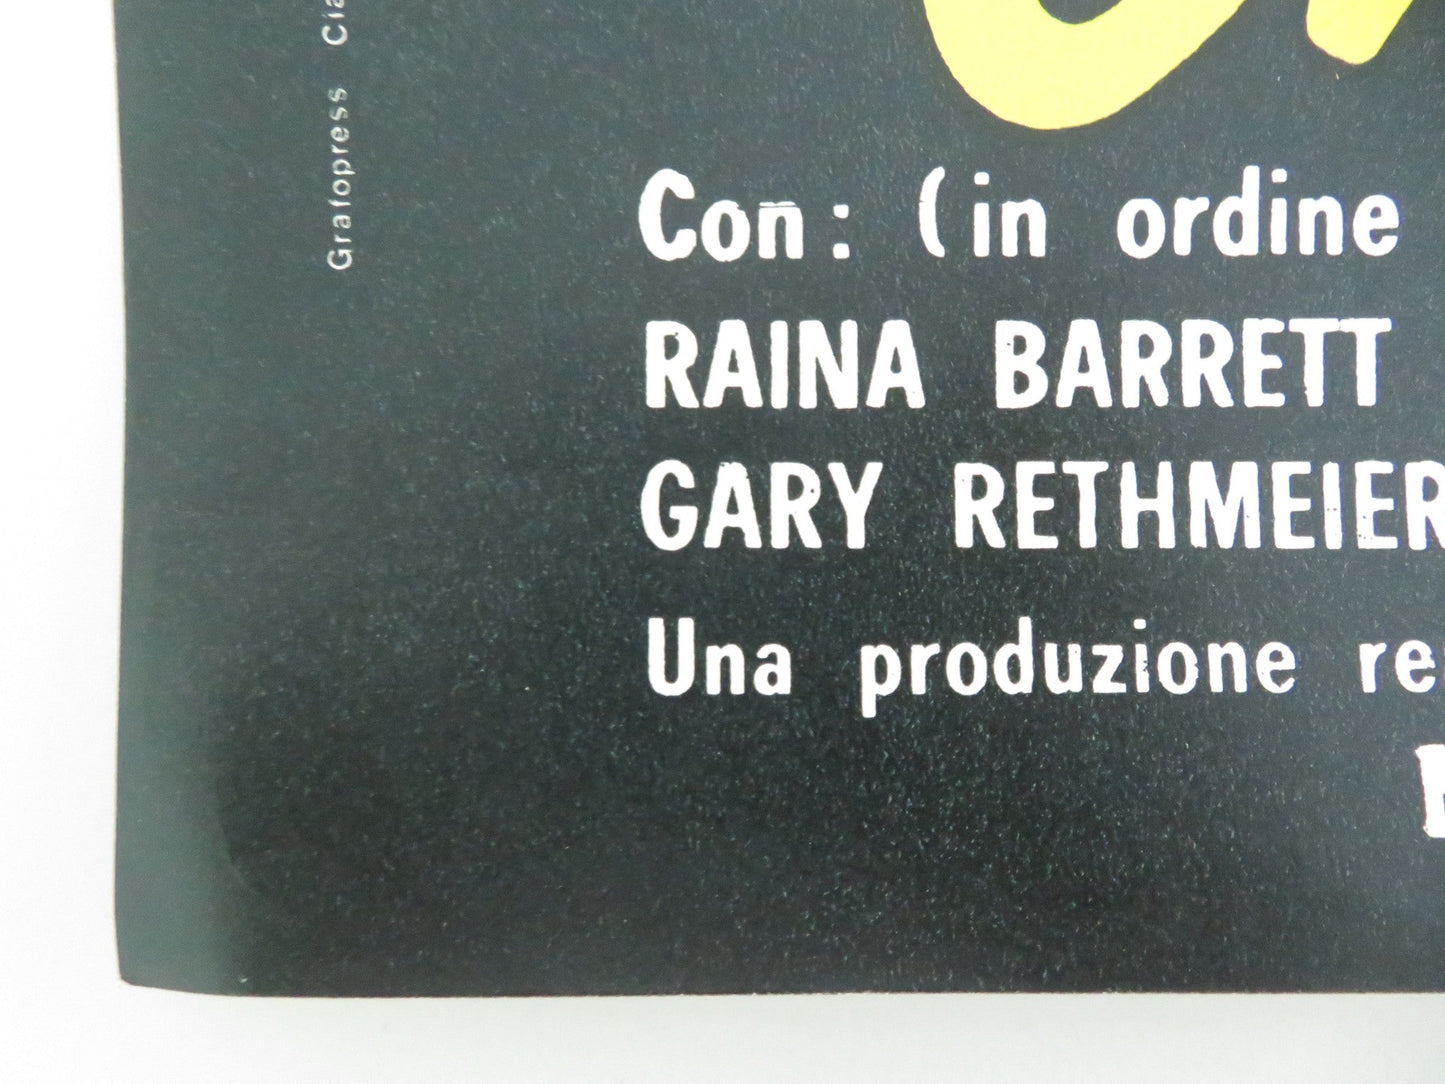 Grafopress
Con: (in ordine
RAINA BARRETT
GARY RETHMEIER
Una produzione